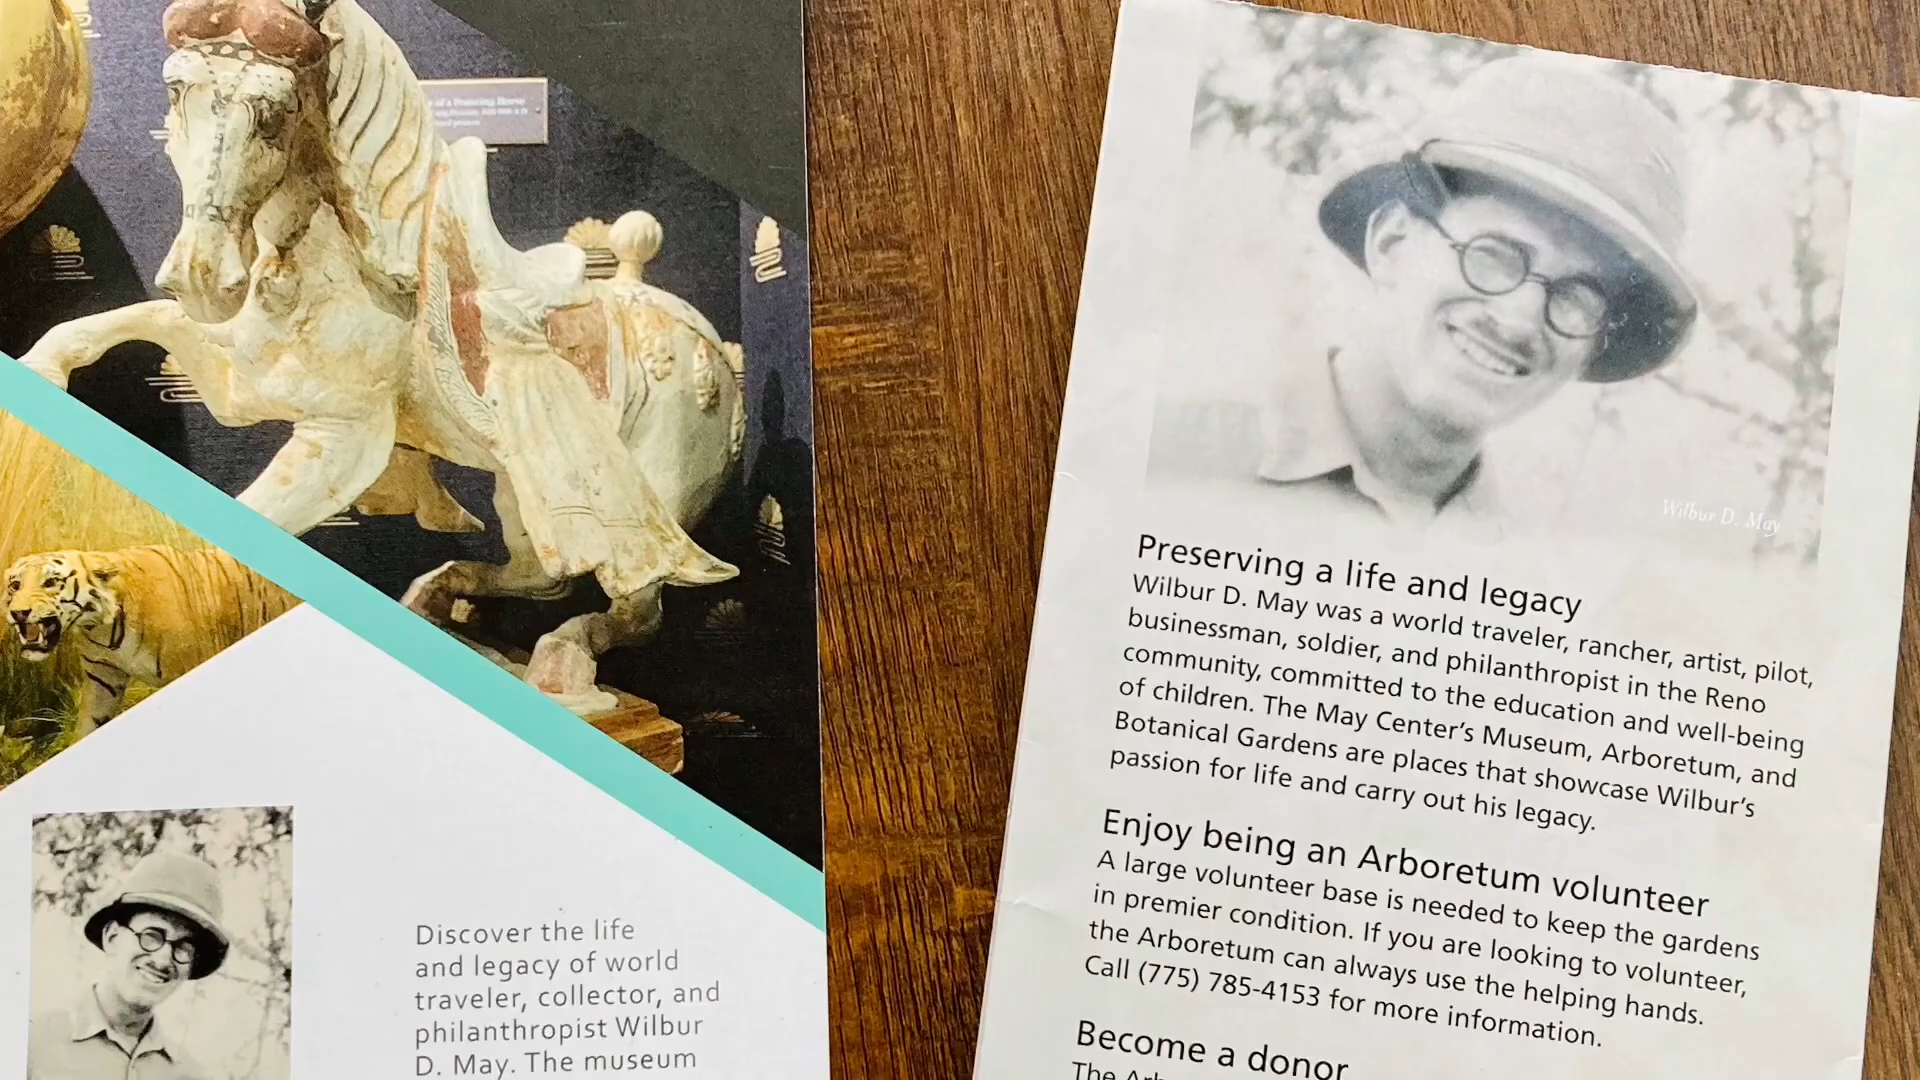 of a Prancing Horse
Discover the life
and legacy of world
traveler, collector, and
philanthropist Wilbur
D. May. The museum
Wilbur D. May
Preserving a life and legacy
Wilbur D. May was a world traveler, rancher, artist, pilot,
businessman, soldier, and philanthropist in the Reno
community, committed to the education and well-being
of children. The May Center's Museum, Arboretum, and
Botanical Gardens are places that showcase Wilbur's
passion for life and carry out his legacy.
Enjoy being an Arboretum volunteer
A large volunteer base is needed to keep the gardens
in premier condition. If you are looking to volunteer,
the Arboretum can always use the helping hands.
Call (775) 785-4153 for more information.
Become a donor
The